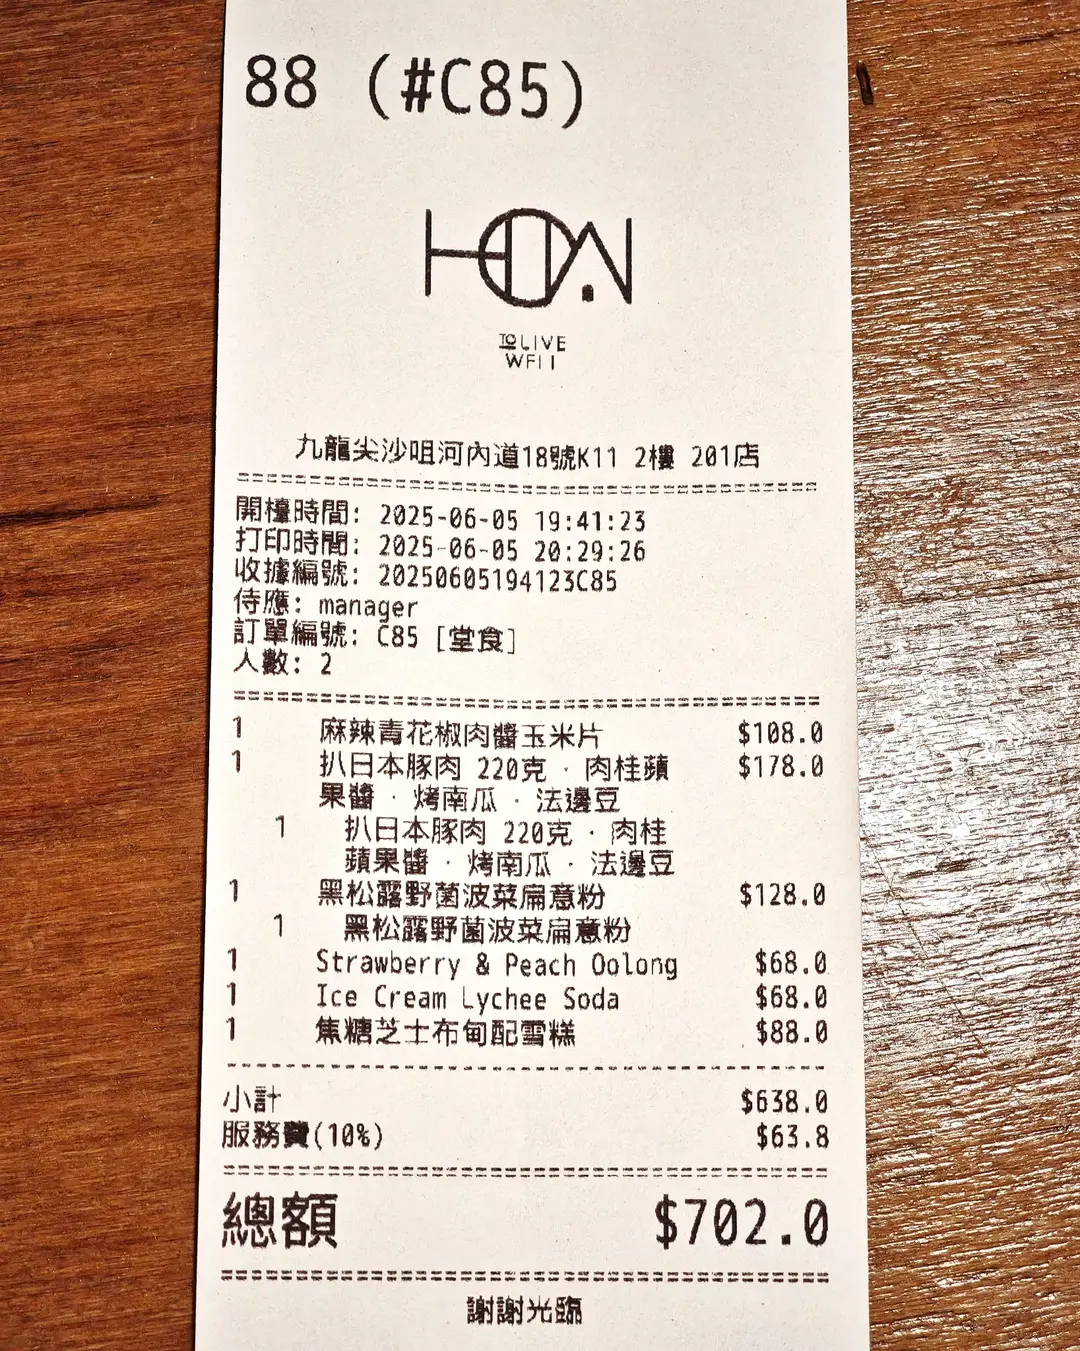 88 (#C85)
HOW
TO LIVE
WELL
九龍尖沙咀河內道18號K11 2樓 201店
開檯時間: 2025-06-05 19:41:23
打印時間: 2025-06-05 20:29:26
收據編號: 20250605194123C85
侍應: manager
訂單編號: C85 [堂食]
人數: 2
1 麻辣青花椒肉醬玉米片 $108.0
1 扒日本豚肉 220克 · 肉桂蘋 $178.0
果醬 · 烤南瓜 · 法邊豆
1 扒日本豚肉 220克 · 肉桂
蘋果醬 · 烤南瓜 · 法邊豆
1 黑松露野菌波菜扁意粉 $128.0
1 黑松露野菌波菜扁意粉
1 Strawberry & Peach Oolong $68.0
1 Ice Cream Lychee Soda $68.0
1 焦糖芝士布甸配雪糕 $88.0
小計 $638.0
服務費(10%) $63.8
總額 $702.0
謝謝光臨